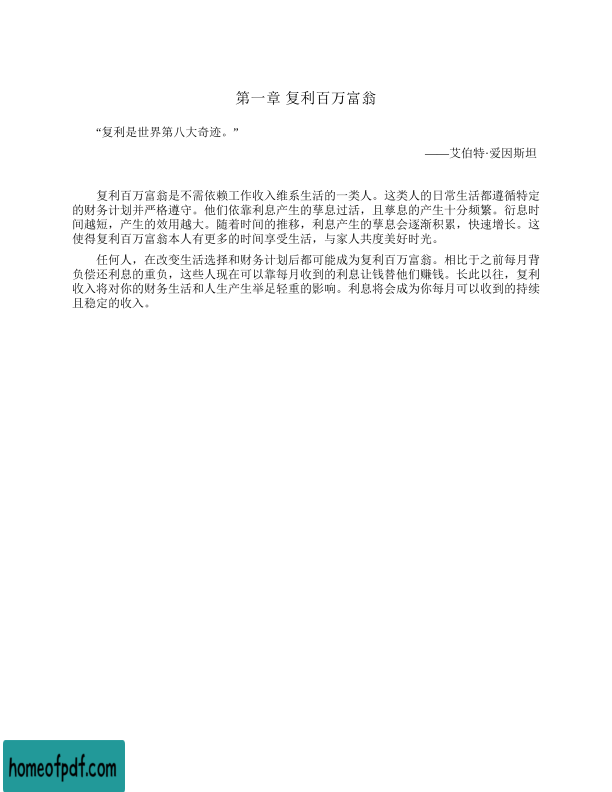 第一章 复利百万富翁
“复利是世界第八大奇迹。”
——艾伯特·爱因斯坦
复利百万富翁是不需依赖工作收入维系生活的一类人。这类人的日常生活都遵循特定
的财务计划并严格遵守。他们依靠利息产生的孳息过活，且孳息的产生十分频繁。衍息时
间越短，产生的效用越大。随着时间的推移，利息产生的孳息会逐渐积累，快速增长。这
使得复利百万富翁本人有更多的时间享受生活，与家人共度美好时光。
任何人，在改变生活选择和财务计划后都可能成为复利百万富翁。相比于之前每月背
负偿还利息的重负，这些人现在可以靠每月收到的利息让钱替他们赚钱。长此以往，复利
收入将对你的财务生活和人生产生举足轻重的影响。利息将会成为你每月可以收到的持续
且稳定的收入。
homeofpdf.com